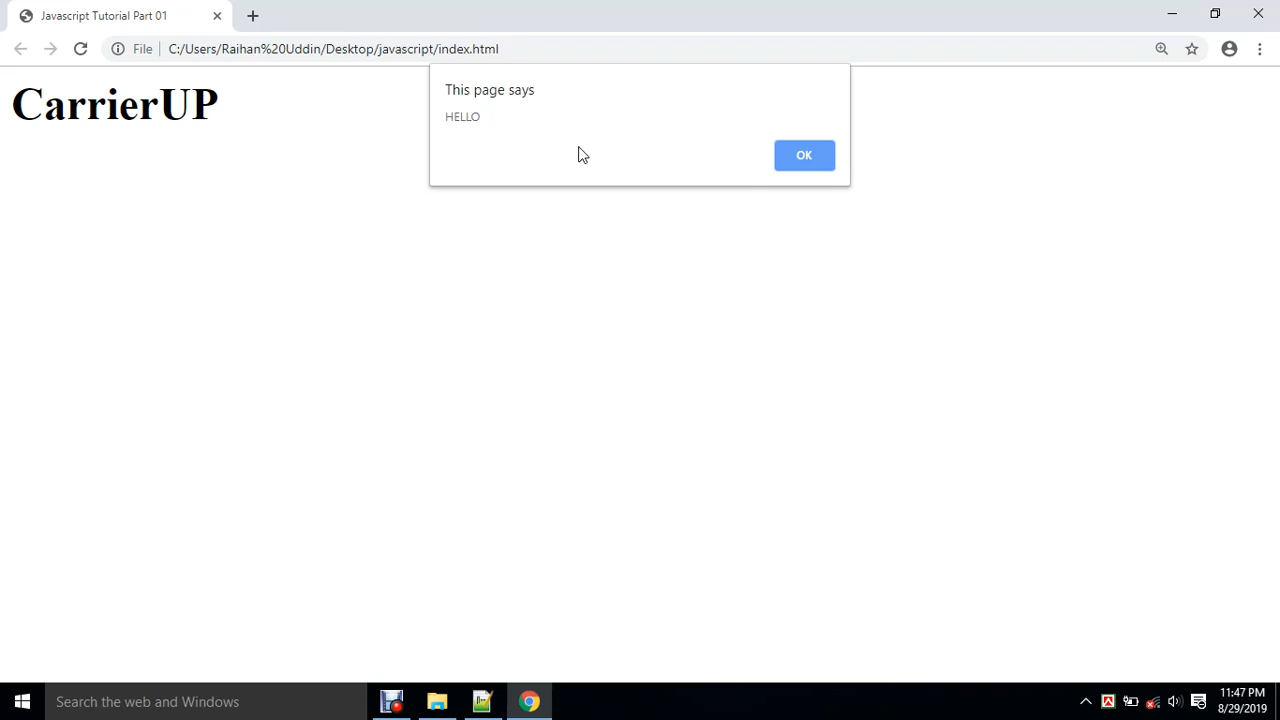 Javascript Tutorial Part 01
File
C:/Users/Raihan%20Uddin/Desktop/javascript/index.html
CarrierUP
This page says
HELLO
OK
Search the web and Windows
11:47 PM
8/29/2019